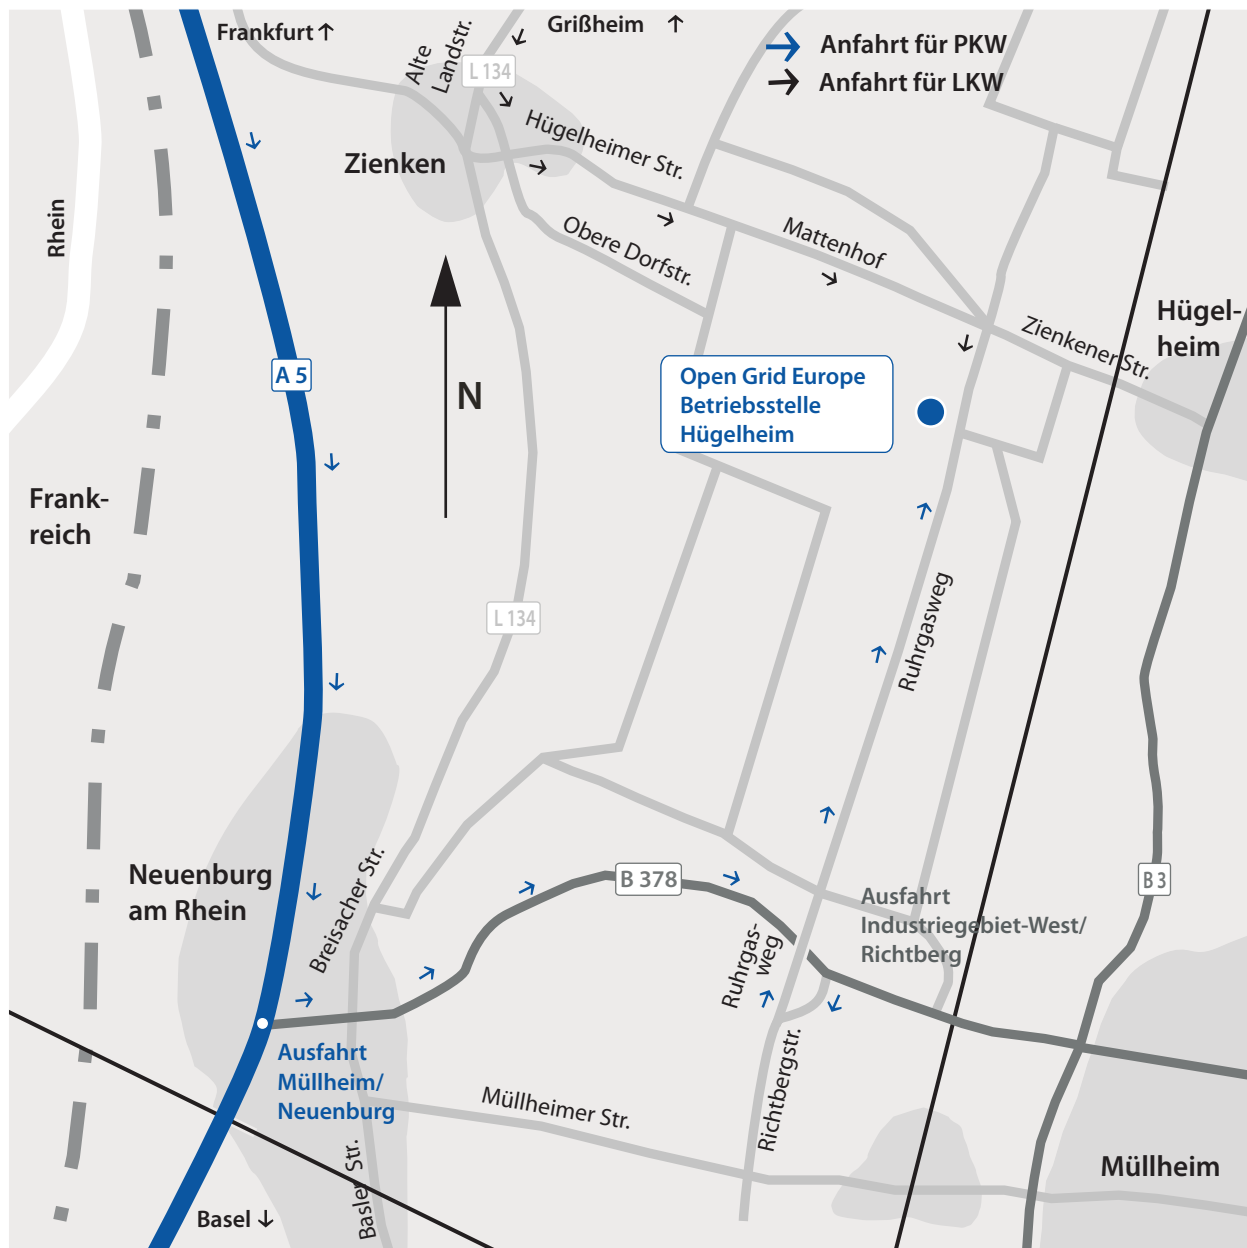 Frankfurt ↑
Grißheim ↑
Alte
Landstr.
L 134
→ Anfahrt für PKW
→ Anfahrt für LKW
Zienken
Hügelheimer Str.
Rhein
Obere Dorfstr.
Mattenhof
Hügel-
heim
Zienkener Str.
A 5
N
Open Grid Europe
Betriebsstelle
Hügelheim
Frank-
reich
L 134
Ruhrgasweg
Neuenburg
am Rhein
Breisacher Str.
B 378
B 3
Ausfahrt
Industriegebiet-West/
Richtberg
Ruhrgas-
weg
Ausfahrt
Müllheim/
Neuenburg
Richtbergstr.
Müllheimer Str.
Müllheim
Basler Str.
Basel ↓